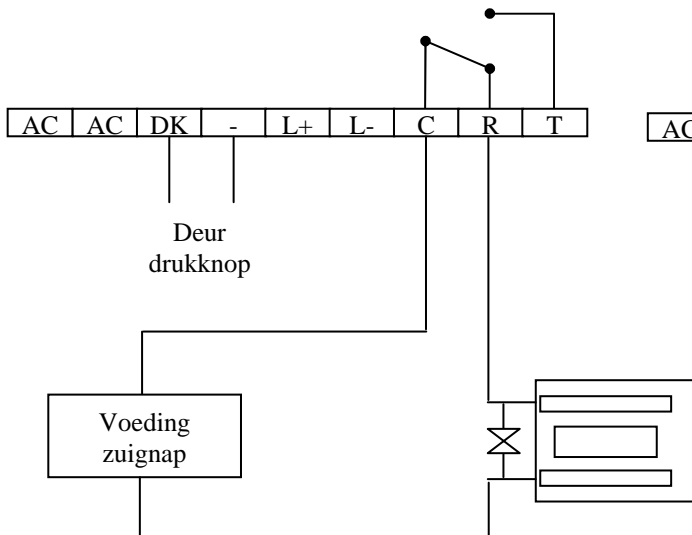 AC AC DK - L+ L- C R T
AC
Deur
drukknop
Voeding
zuignap